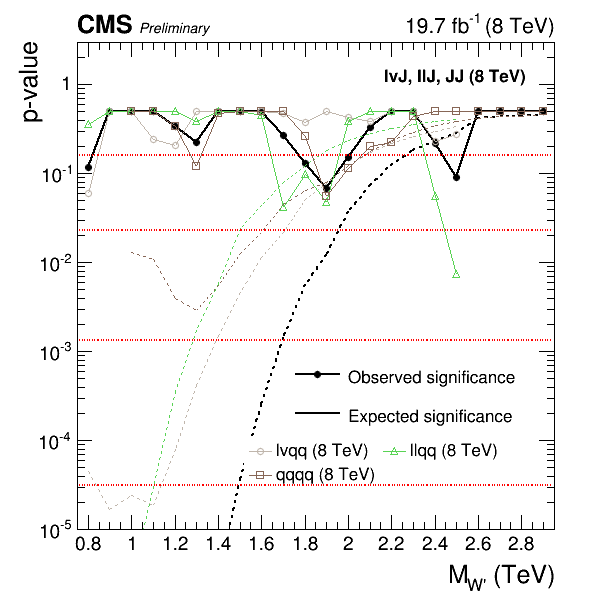 CMS Preliminary 19.7 fb⁻¹ (8 TeV)
p-value
lvJ, llJ, JJ (8 TeV)
1
10⁻¹
10⁻²
10⁻³
10⁻⁴
10⁻⁵
Observed significance
Expected significance
lvqq (8 TeV) llqq (8 TeV)
qqqq (8 TeV)
0.8 1 1.2 1.4 1.6 1.8 2 2.2 2.4 2.6 2.8
M_W' (TeV)